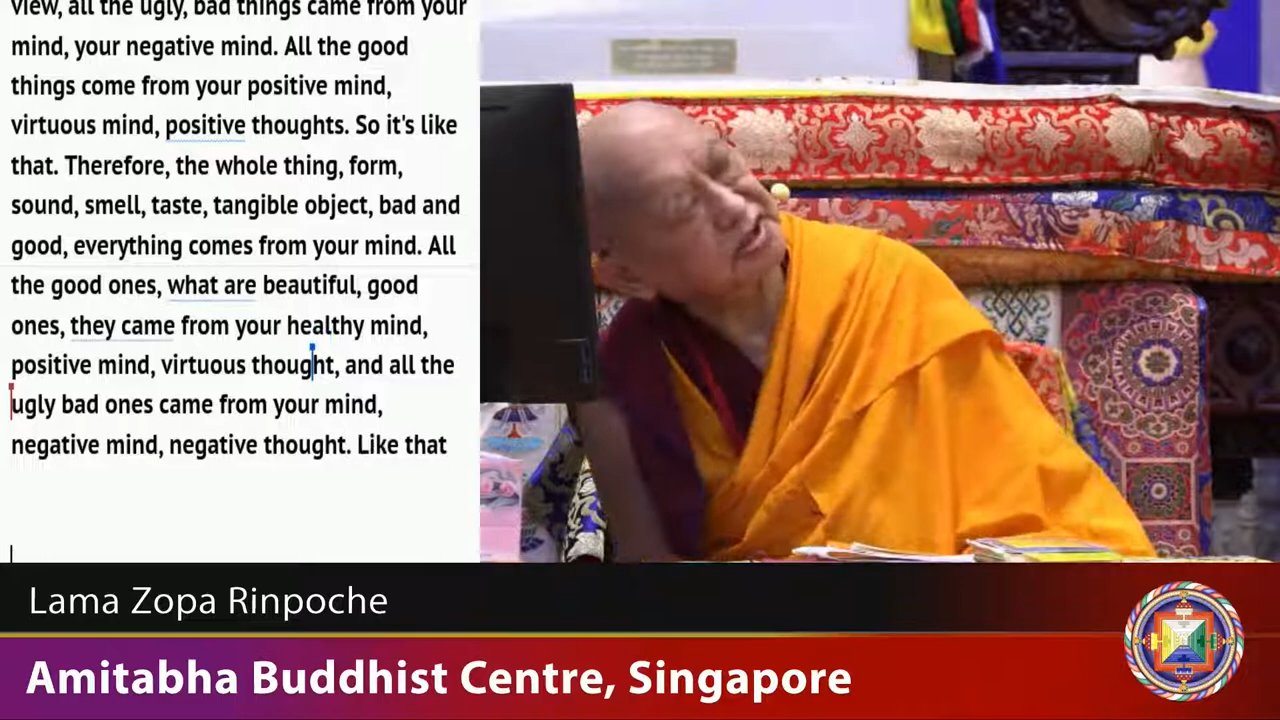 view, all the ugly, bad things came from your
mind, your negative mind. All the good
things come from your positive mind,
virtuous mind, positive thoughts. So it's like
that. Therefore, the whole thing, form,
sound, smell, taste, tangible object, bad and
good, everything comes from your mind. All
the good ones, what are beautiful, good
ones, they came from your healthy mind,
positive mind, virtuous thought, and all the
ugly bad ones came from your mind,
negative mind, negative thought. Like that
Lama Zopa Rinpoche
Amitabha Buddhist Centre, Singapore